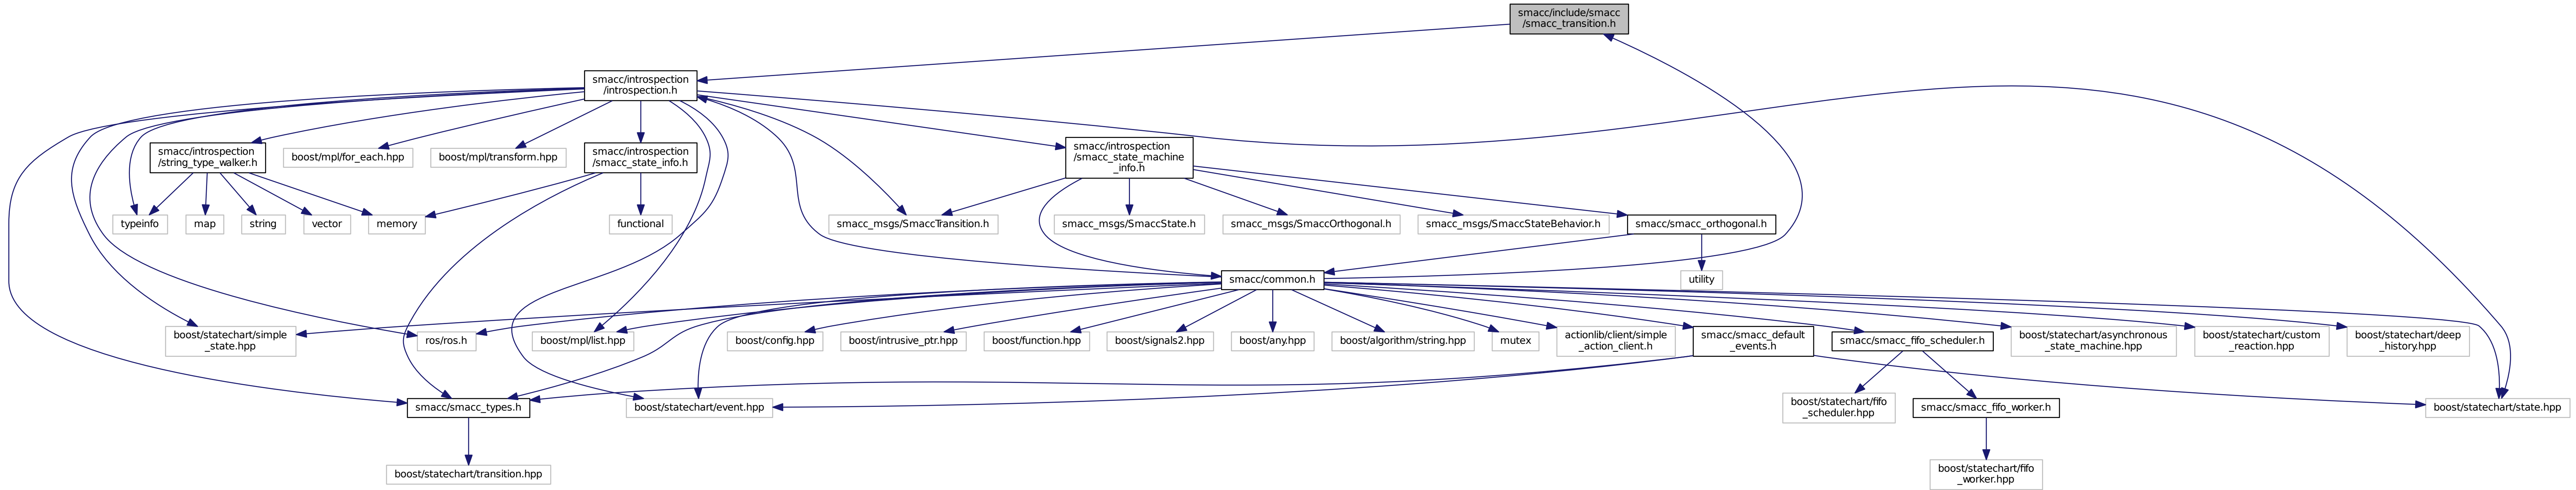 smacc/include/smacc
/smacc_transition.h
smacc/introspection
/introspection.h
smacc/introspection
/string_type_walker.h
boost/mpl/for_each.hpp
boost/mpl/transform.hpp
smacc/introspection
/smacc_state_info.h
smacc/introspection
/smacc_state_machine
_info.h
typeinfo
map
string
vector
memory
functional
smacc_msgs/SmaccTransition.h
smacc_msgs/SmaccState.h
smacc_msgs/SmaccOrthogonal.h
smacc_msgs/SmaccStateBehavior.h
smacc/smacc_orthogonal.h
smacc/common.h
utility
boost/statechart/simple
_state.hpp
ros/ros.h
boost/mpl/list.hpp
boost/config.hpp
boost/intrusive_ptr.hpp
boost/function.hpp
boost/signals2.hpp
boost/any.hpp
boost/algorithm/string.hpp
mutex
actionlib/client/simple
_action_client.h
smacc/smacc_default
_events.h
smacc/smacc_fifo_scheduler.h
boost/statechart/asynchronous
_state_machine.hpp
boost/statechart/custom
_reaction.hpp
boost/statechart/deep
_history.hpp
smacc/smacc_types.h
boost/statechart/event.hpp
boost/statechart/fifo
_scheduler.hpp
smacc/smacc_fifo_worker.h
boost/statechart/state.hpp
boost/statechart/transition.hpp
boost/statechart/fifo
_worker.hpp